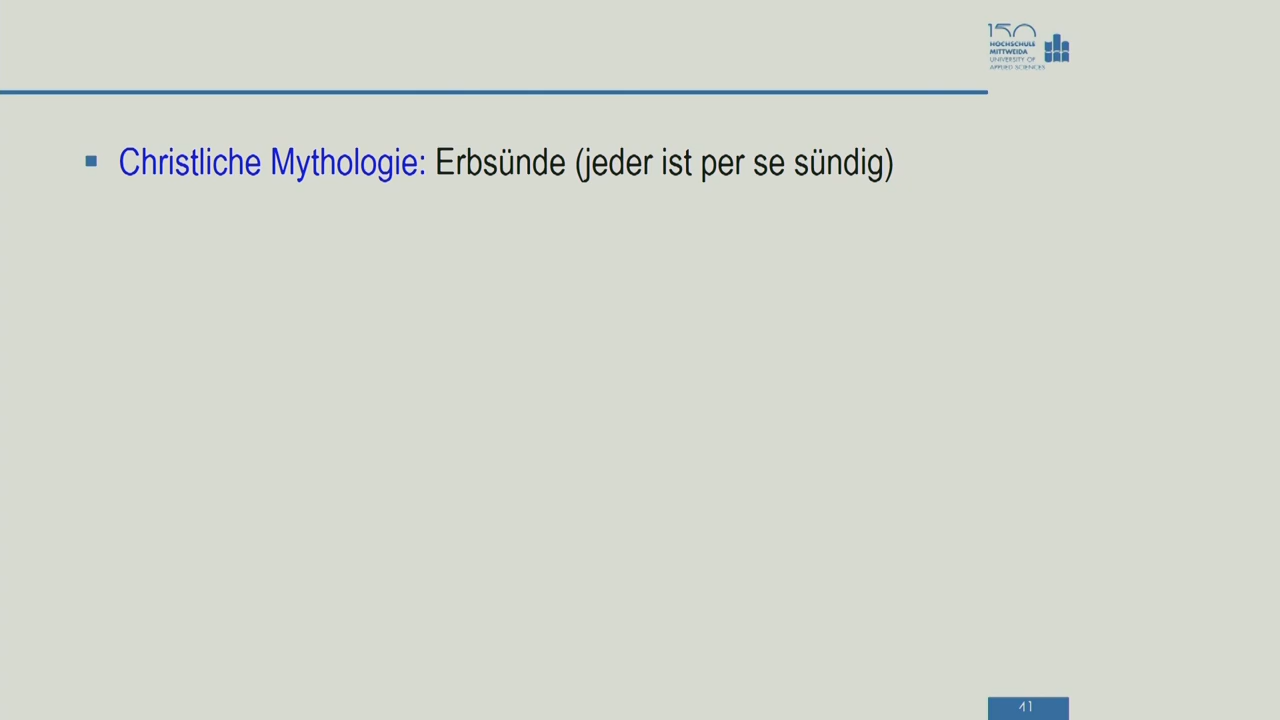 150
HOCHSCHULE
MITTWEIDA
UNIVERSITY OF
APPLIED SCIENCES
Christliche Mythologie: Erbsünde (jeder ist per se sündig)
41